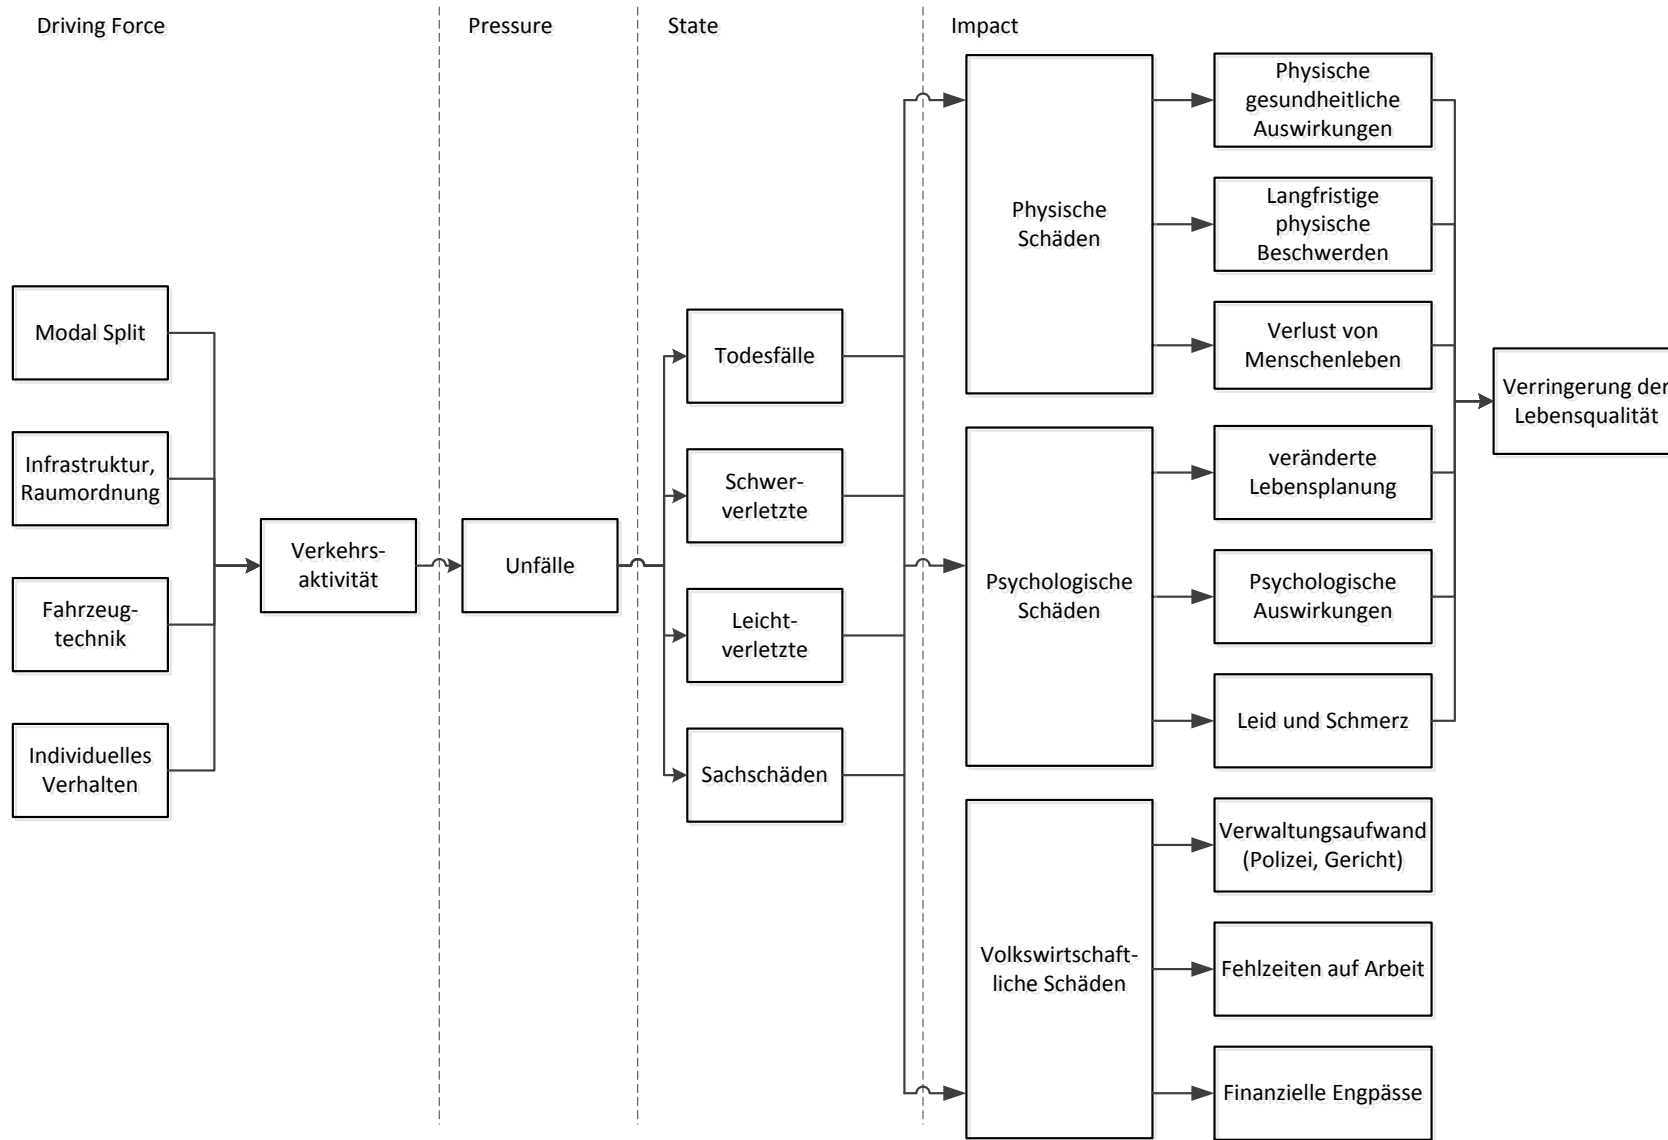 Driving Force
Pressure
State
Impact
Modal Split
Infrastruktur,
Raumordnung
Fahrzeug-
technik
Individuelles
Verhalten
Verkehrs-
aktivität
Unfälle
Todesfälle
Schwer-
verletzte
Leicht-
verletzte
Sachschäden
Physische
Schäden
Psychologische
Schäden
Volkswirtschaft-
liche Schäden
Physische
gesundheitliche
Auswirkungen
Langfristige
physische
Beschwerden
Verlust von
Menschenleben
veränderte
Lebensplanung
Psychologische
Auswirkungen
Leid und Schmerz
Verwaltungsaufwand
(Polizei, Gericht)
Fehlzeiten auf Arbeit
Finanzielle Engpässe
Verringerung der
Lebensqualität